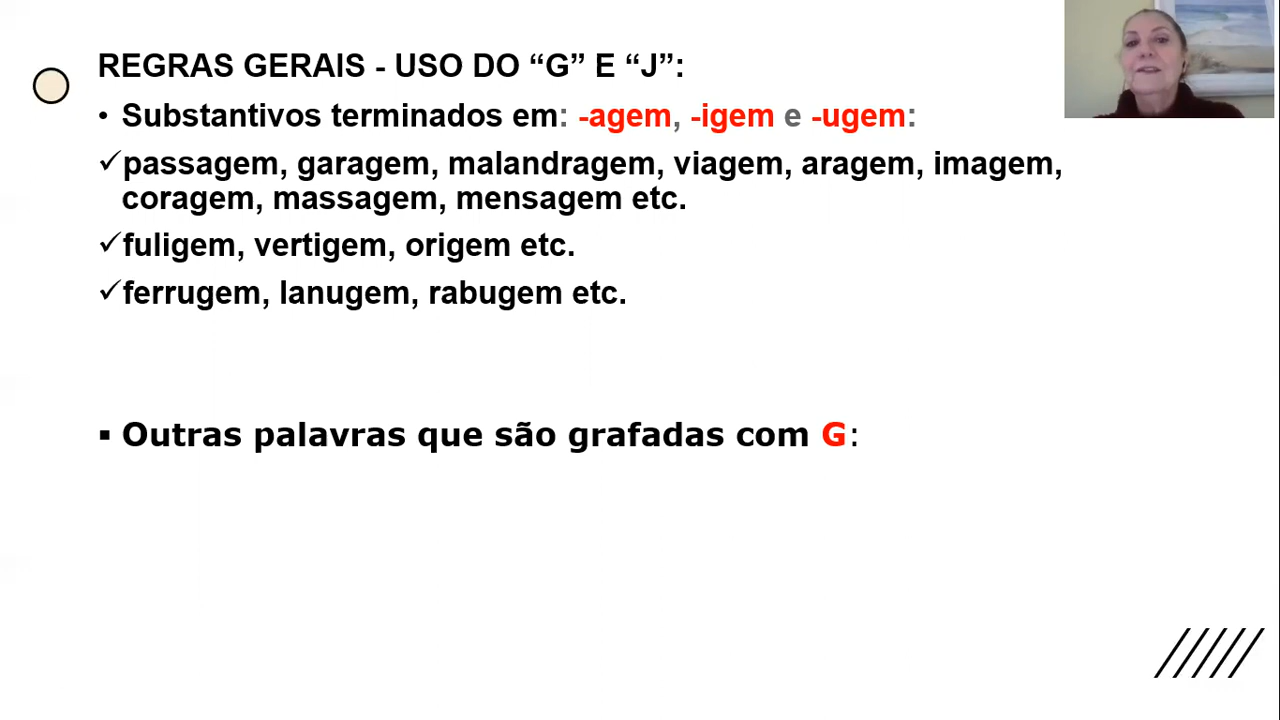 REGRAS GERAIS - USO DO “G” E “J”:
• Substantivos terminados em: -agem, -igem e -ugem:
✓passagem, garagem, malandragem, viagem, aragem, imagem,
coragem, massagem, mensagem etc.
✓fuligem, vertigem, origem etc.
✓ferrugem, lanugem, rabugem etc.
▪ Outras palavras que são grafadas com G: